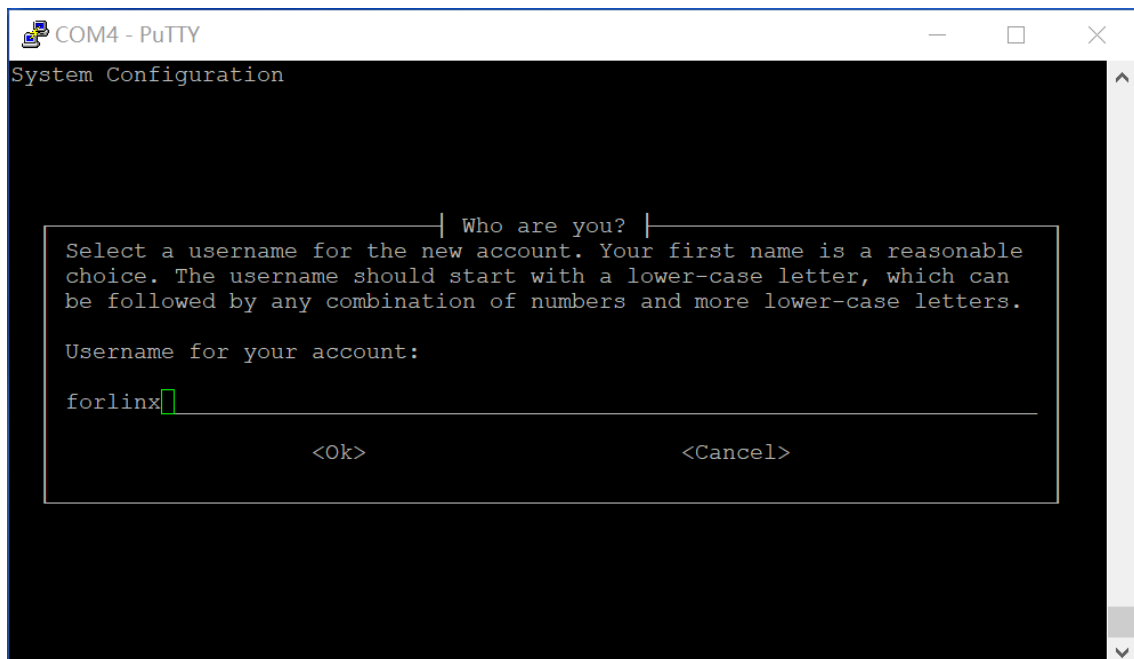 COM4 - PuTTY
System Configuration
Who are you?
Select a username for the new account. Your first name is a reasonable
choice. The username should start with a lower-case letter, which can
be followed by any combination of numbers and more lower-case letters.
Username for your account:
forlinx
<Ok> <Cancel>